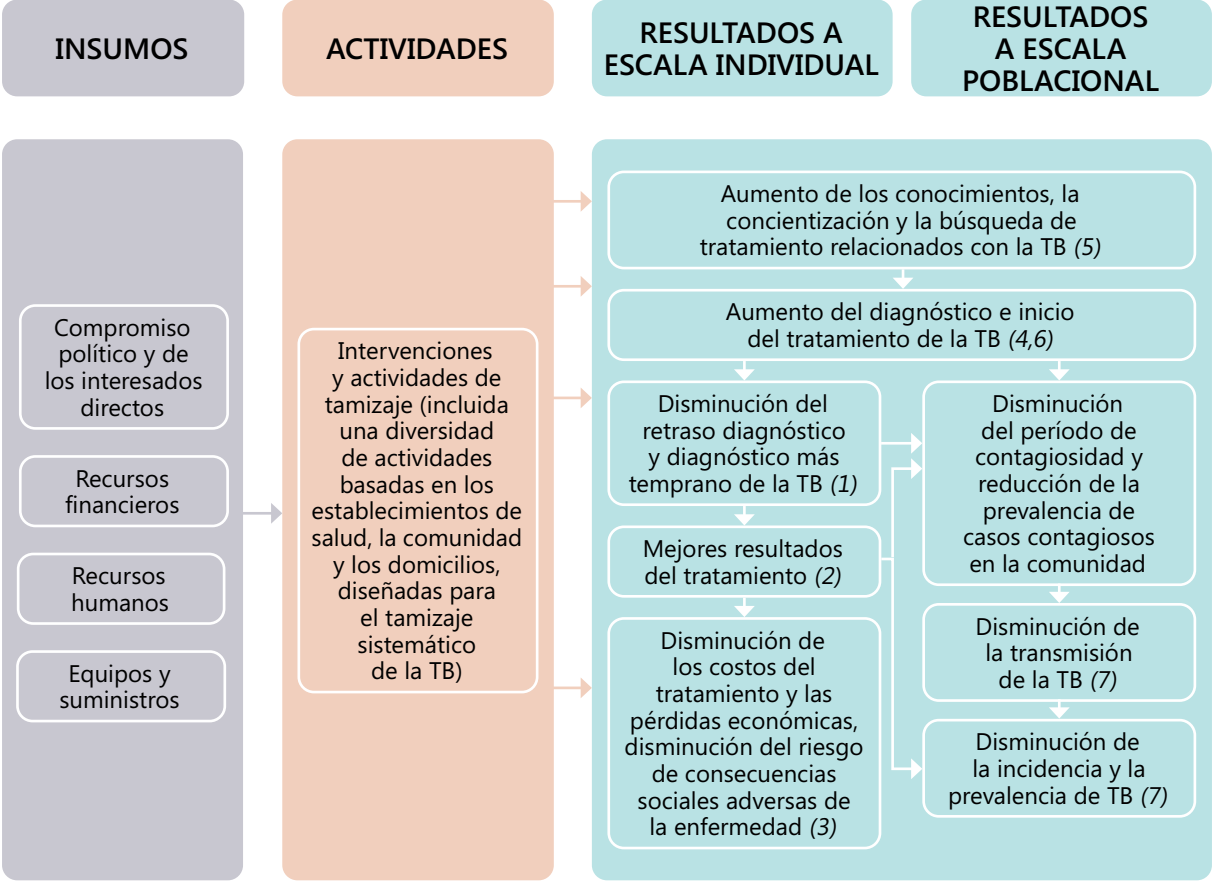 INSUMOS
ACTIVIDADES
RESULTADOS A
ESCALA INDIVIDUAL
RESULTADOS
A ESCALA
POBLACIONAL
Compromiso
político y de
los interesados
directos
Recursos
financieros
Recursos
humanos
Equipos y
suministros
Intervenciones
y actividades de
tamizaje (incluida
una diversidad
de actividades
basadas en los
establecimientos de
salud, la comunidad
y los domicilios,
diseñadas para
el tamizaje
sistemático
de la TB)
Aumento de los conocimientos, la
concientización y la búsqueda de
tratamiento relacionados con la TB (5)
Aumento del diagnóstico e inicio
del tratamiento de la TB (4,6)
Disminución del
retraso diagnóstico
y diagnóstico más
temprano de la TB (1)
Mejores resultados
del tratamiento (2)
Disminución de
los costos del
tratamiento y las
pérdidas económicas,
disminución del riesgo
de consecuencias
sociales adversas de
la enfermedad (3)
Disminución
del período de
contagiosidad y
reducción de la
prevalencia de
casos contagiosos
en la comunidad
Disminución de
la transmisión
de la TB (7)
Disminución de
la incidencia y la
prevalencia de TB (7)